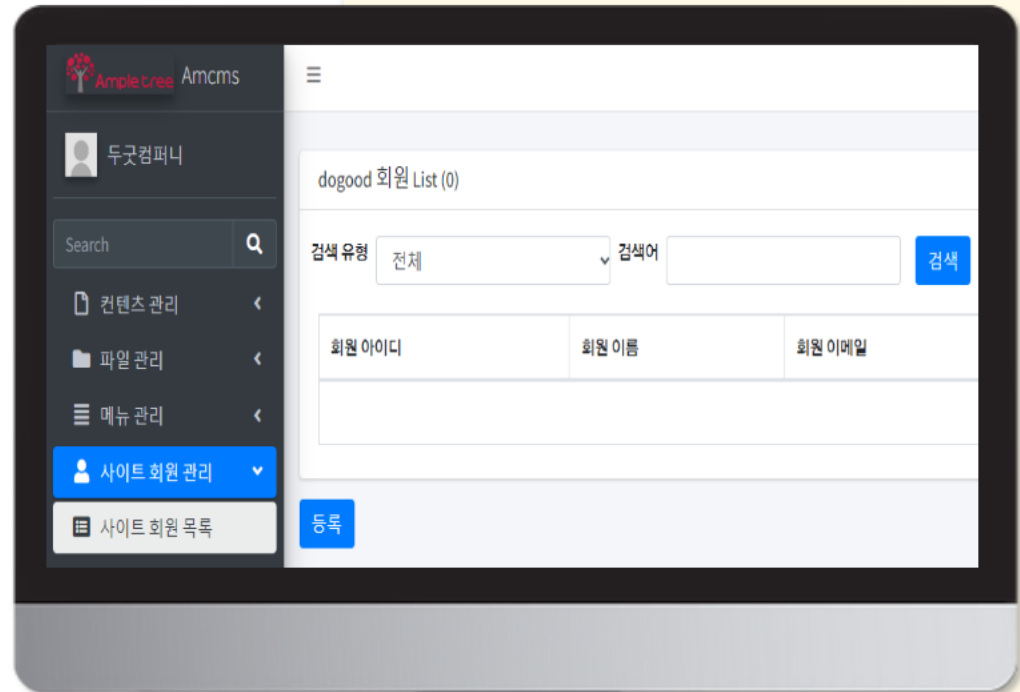 Ampletree Amcms
두굿컴퍼니
Search
컨텐츠 관리
파일 관리
메뉴 관리
사이트 회원 관리
사이트 회원 목록
dogood 회원 List (0)
검색 유형 전체 검색어 검색
회원 아이디 회원 이름 회원 이메일
등록